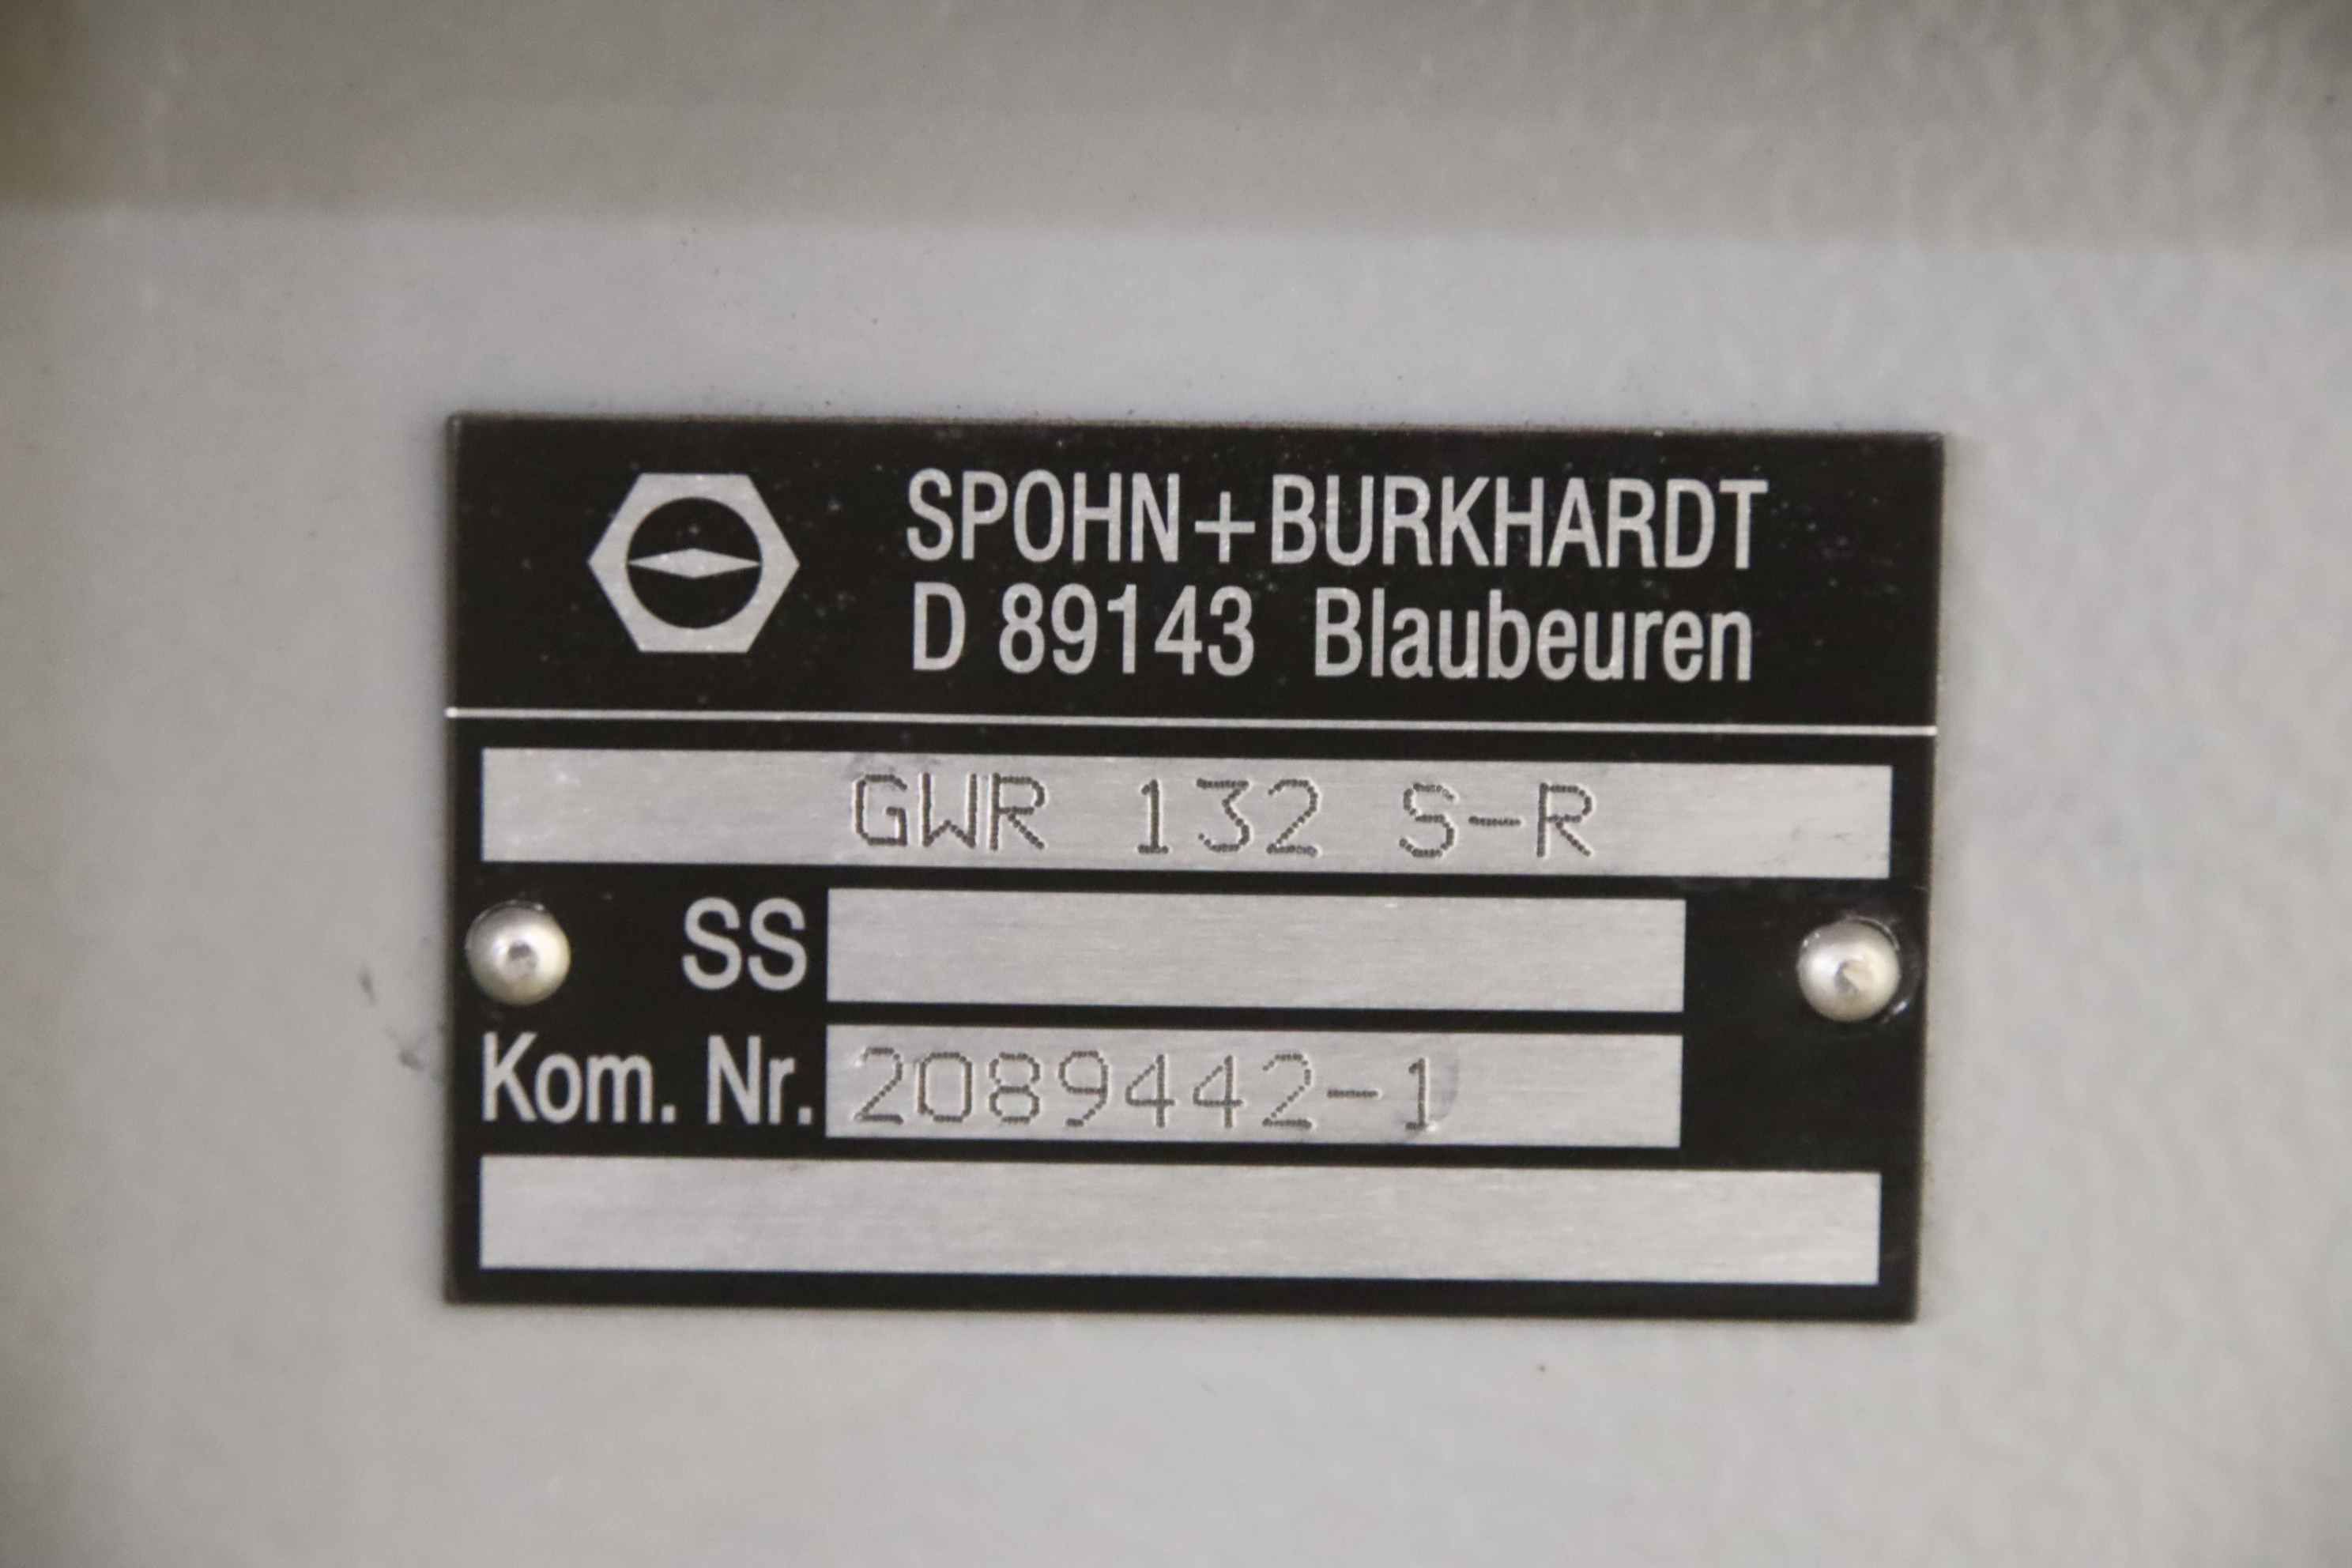 SPOHN+BURKHARDT
D 89143 Blaubeuren
GWR 132 S-R
SS
Kom. Nr. 2089442-1